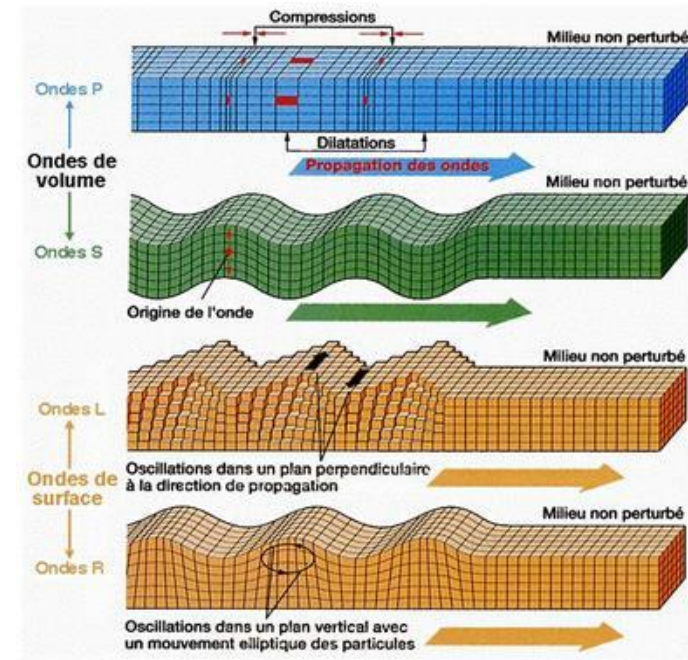 Compressions
Milieu non perturbé
Ondes P
Dilatations
Ondes de
volume
Propagation des ondes
Milieu non perturbé
Ondes S
Origine de l'onde
Milieu non perturbé
Ondes L
Oscillations dans un plan perpendiculaire
à la direction de propagation
Ondes de
surface
Milieu non perturbé
Ondes R
Oscillations dans un plan vertical avec
un mouvement elliptique des particules